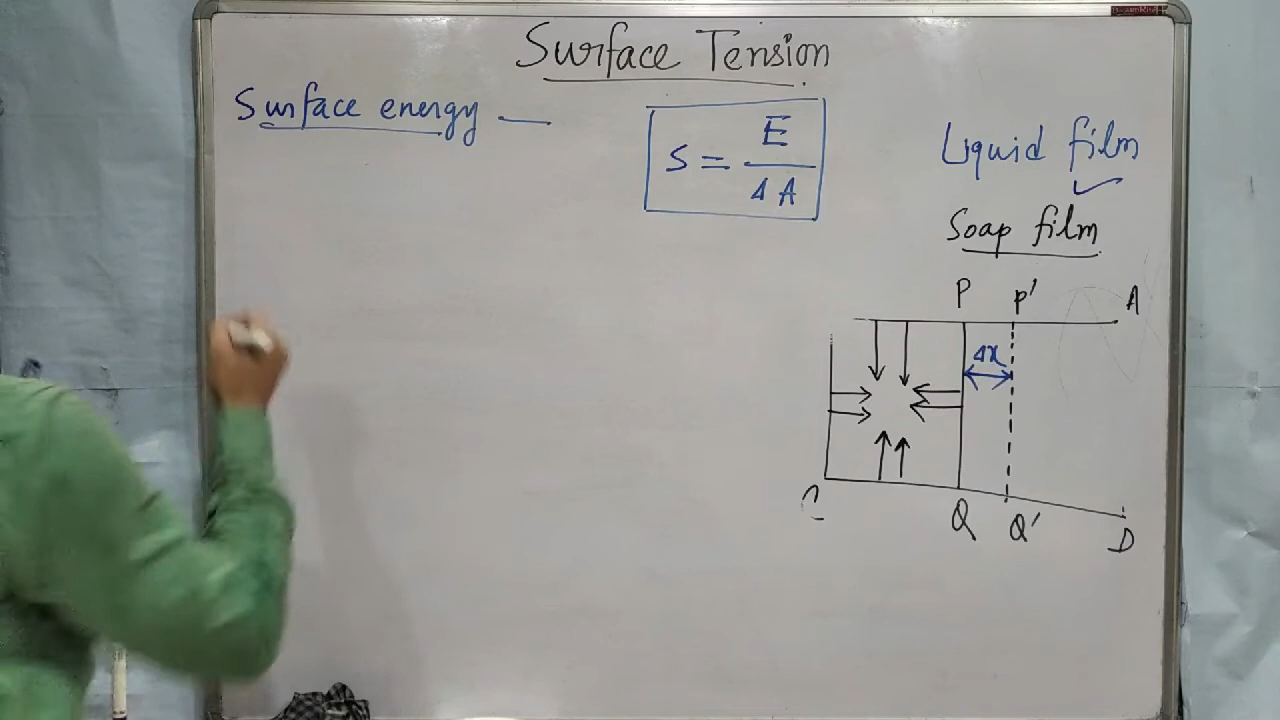 Surface Tension
Surface energy —
S = E / ΔA
Liquid film
Soap film
P P' A
Δx
C Q Q' D